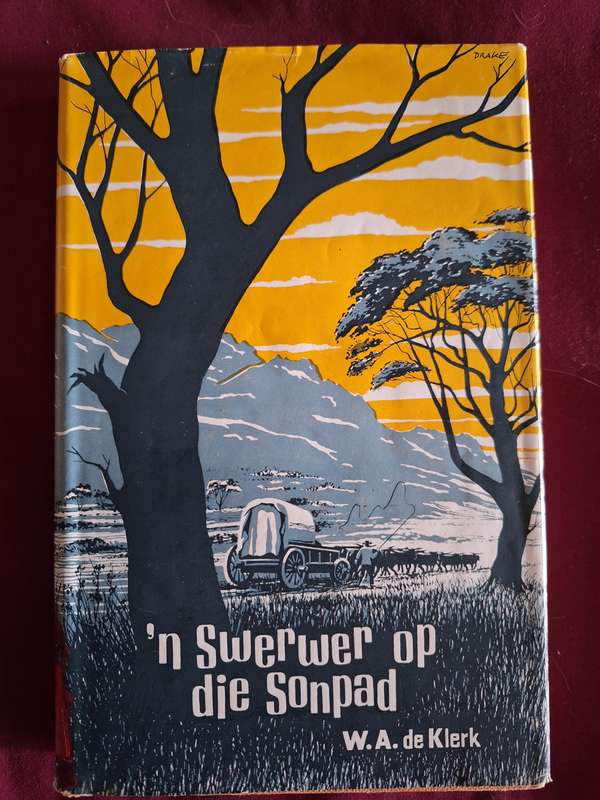 DRAKE
'n Swerwer op
die Sonpad
W.A. de Klerk